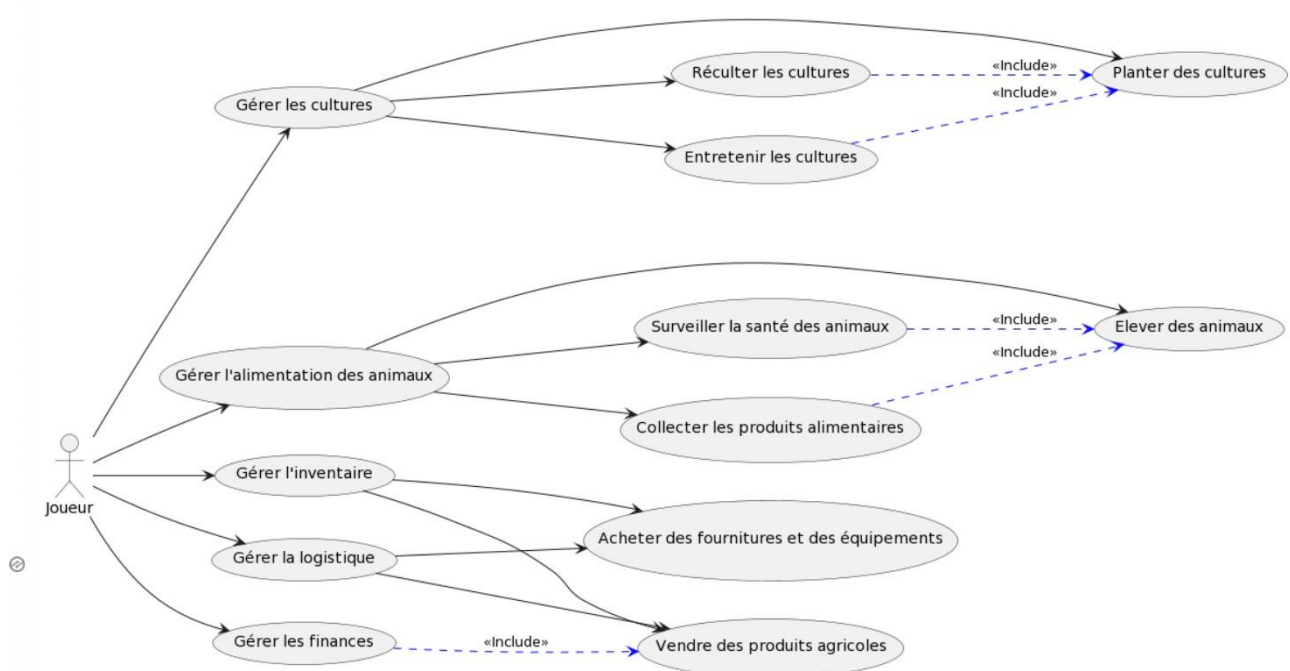 «Include»
Réculter les cultures
Planter des cultures
«Include»
Gérer les cultures
Entretenir les cultures
«Include»
Surveiller la santé des animaux
Elever des animaux
«Include»
Gérer l'alimentation des animaux
Collecter les produits alimentaires
Gérer l'inventaire
Joueur
Acheter des fournitures et des équipements
Gérer la logistique
Gérer les finances
«Include»
Vendre des produits agricoles